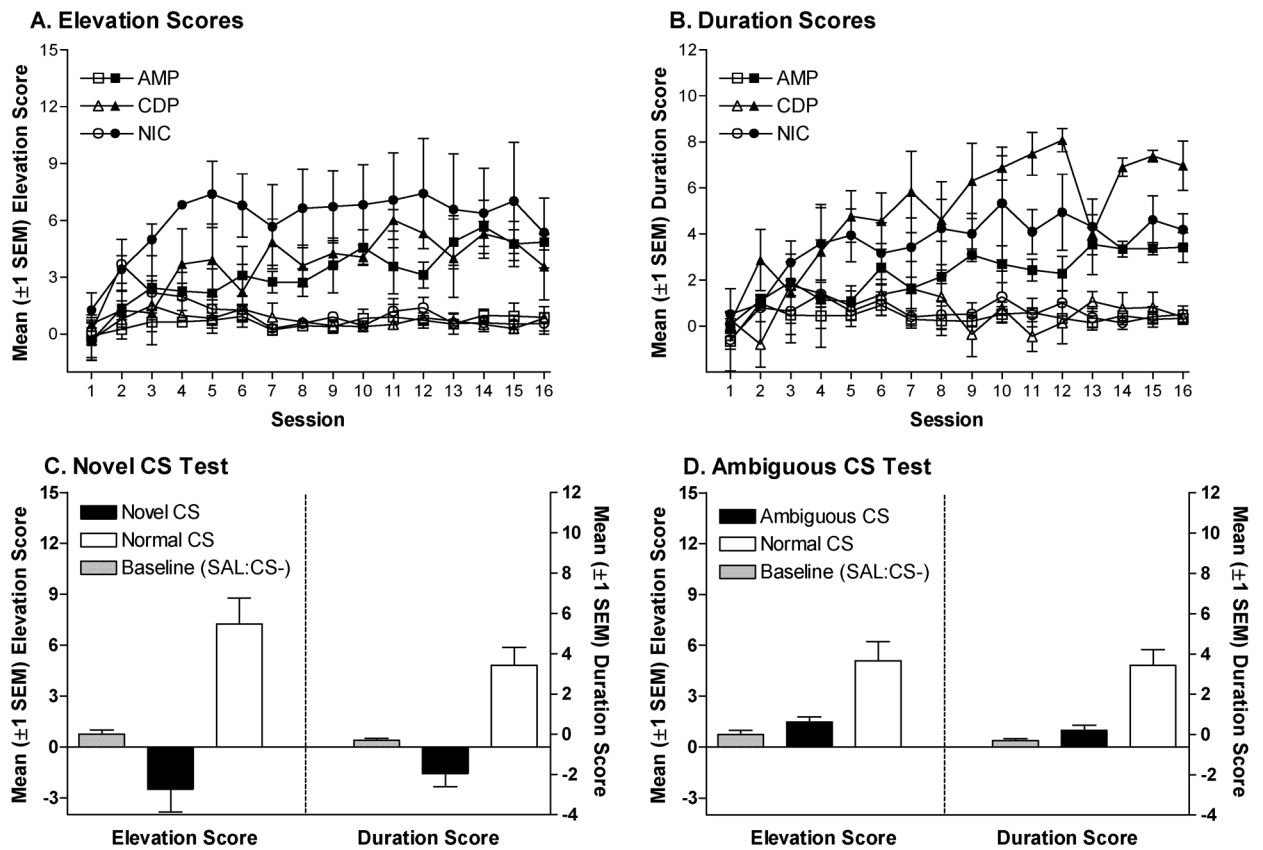 A. Elevation Scores
Mean (±1 SEM) Elevation Score
15
12
9
6
3
0
AMP
CDP
NIC
1 2 3 4 5 6 7 8 9 10 11 12 13 14 15 16
Session
B. Duration Scores
Mean (±1 SEM) Duration Score
12
10
8
6
4
2
0
AMP
CDP
NIC
1 2 3 4 5 6 7 8 9 10 11 12 13 14 15 16
Session
C. Novel CS Test
Mean (±1 SEM) Elevation Score
15
12
9
6
3
0
-3
Novel CS
Normal CS
Baseline (SAL:CS-)
12
10
8
6
4
2
0
-2
-4
Mean (±1 SEM) Duration Score
Elevation Score Duration Score
D. Ambiguous CS Test
Mean (±1 SEM) Elevation Score
15
12
9
6
3
0
-3
Ambiguous CS
Normal CS
Baseline (SAL:CS-)
12
10
8
6
4
2
0
-2
-4
Mean (±1 SEM) Duration Score
Elevation Score Duration Score